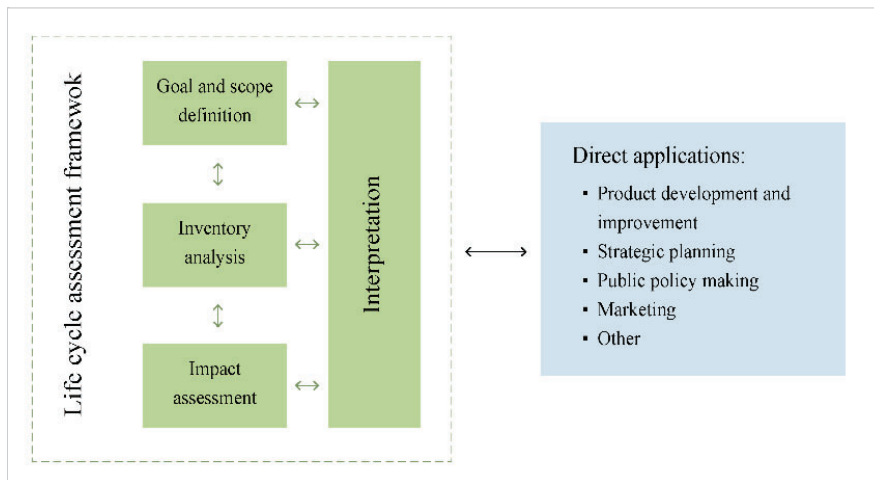 Life cycle assessment framewok
Goal and scope
definition
Inventory
analysis
Impact
assessment
Interpretation
Direct applications:
▪ Product development and
improvement
▪ Strategic planning
▪ Public policy making
▪ Marketing
▪ Other